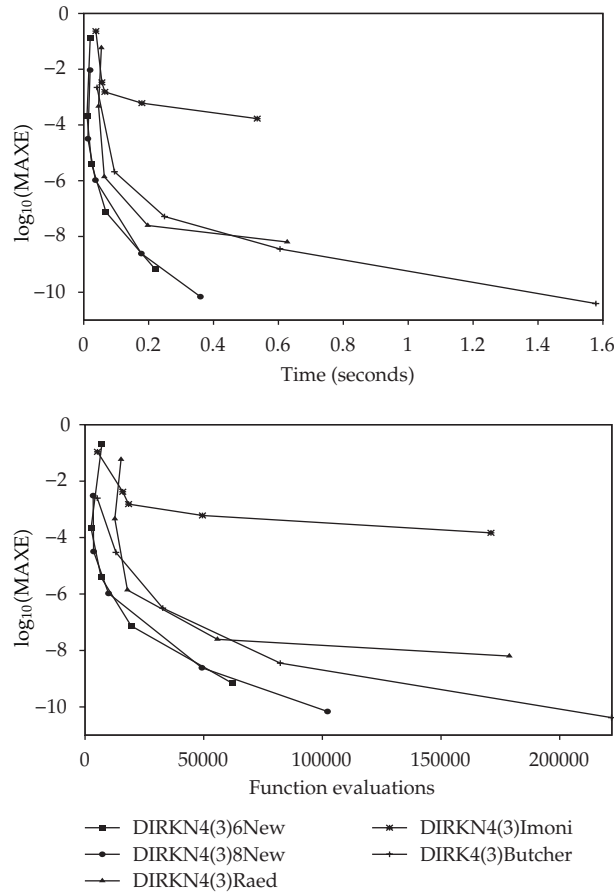 0
−2
−4
−6
−8
−10
log₁₀(MAXE)
0 0.2 0.4 0.6 0.8 1 1.2 1.4 1.6
Time (seconds)
0
−2
−4
−6
−8
−10
log₁₀(MAXE)
0 50000 100000 150000 200000
Function evaluations
DIRKN4(3)6New DIRKN4(3)Imoni
DIRKN4(3)8New DIRK4(3)Butcher
DIRKN4(3)Raed